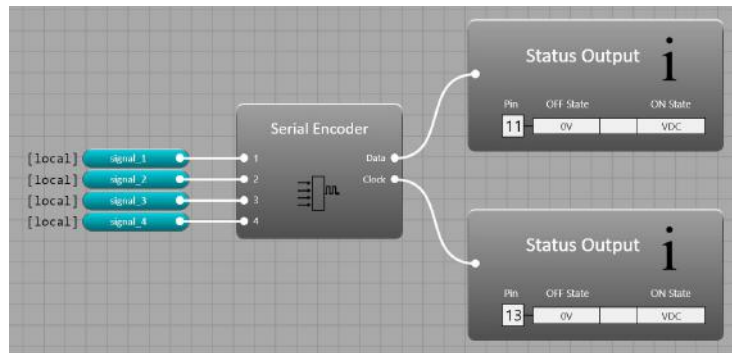 Status Output
Pin OFF State ON State
11 0V VDC
Serial Encoder
[local] signal_1 1 Data
[local] signal_2 2 Clock
[local] signal_3 3
[local] signal_4 4
Status Output
Pin OFF State ON State
13 0V VDC